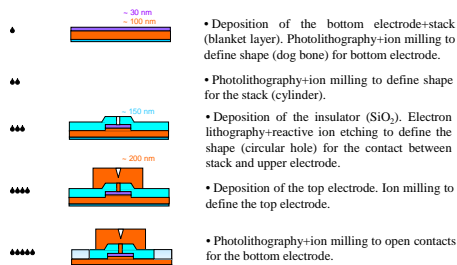 ~ 30 nm
~ 100 nm
• Deposition of the bottom electrode+stack
(blanket layer). Photolithography+ion milling to
define shape (dog bone) for bottom electrode.
• Photolithography+ion milling to define shape
for the stack (cylinder).
~ 150 nm
• Deposition of the insulator (SiO₂). Electron
lithography+reactive ion etching to define the
shape (circular hole) for the contact between
stack and upper electrode.
~ 200 nm
• Deposition of the top electrode. Ion milling to
define the top electrode.
• Photolithography+ion milling to open contacts
for the bottom electrode.